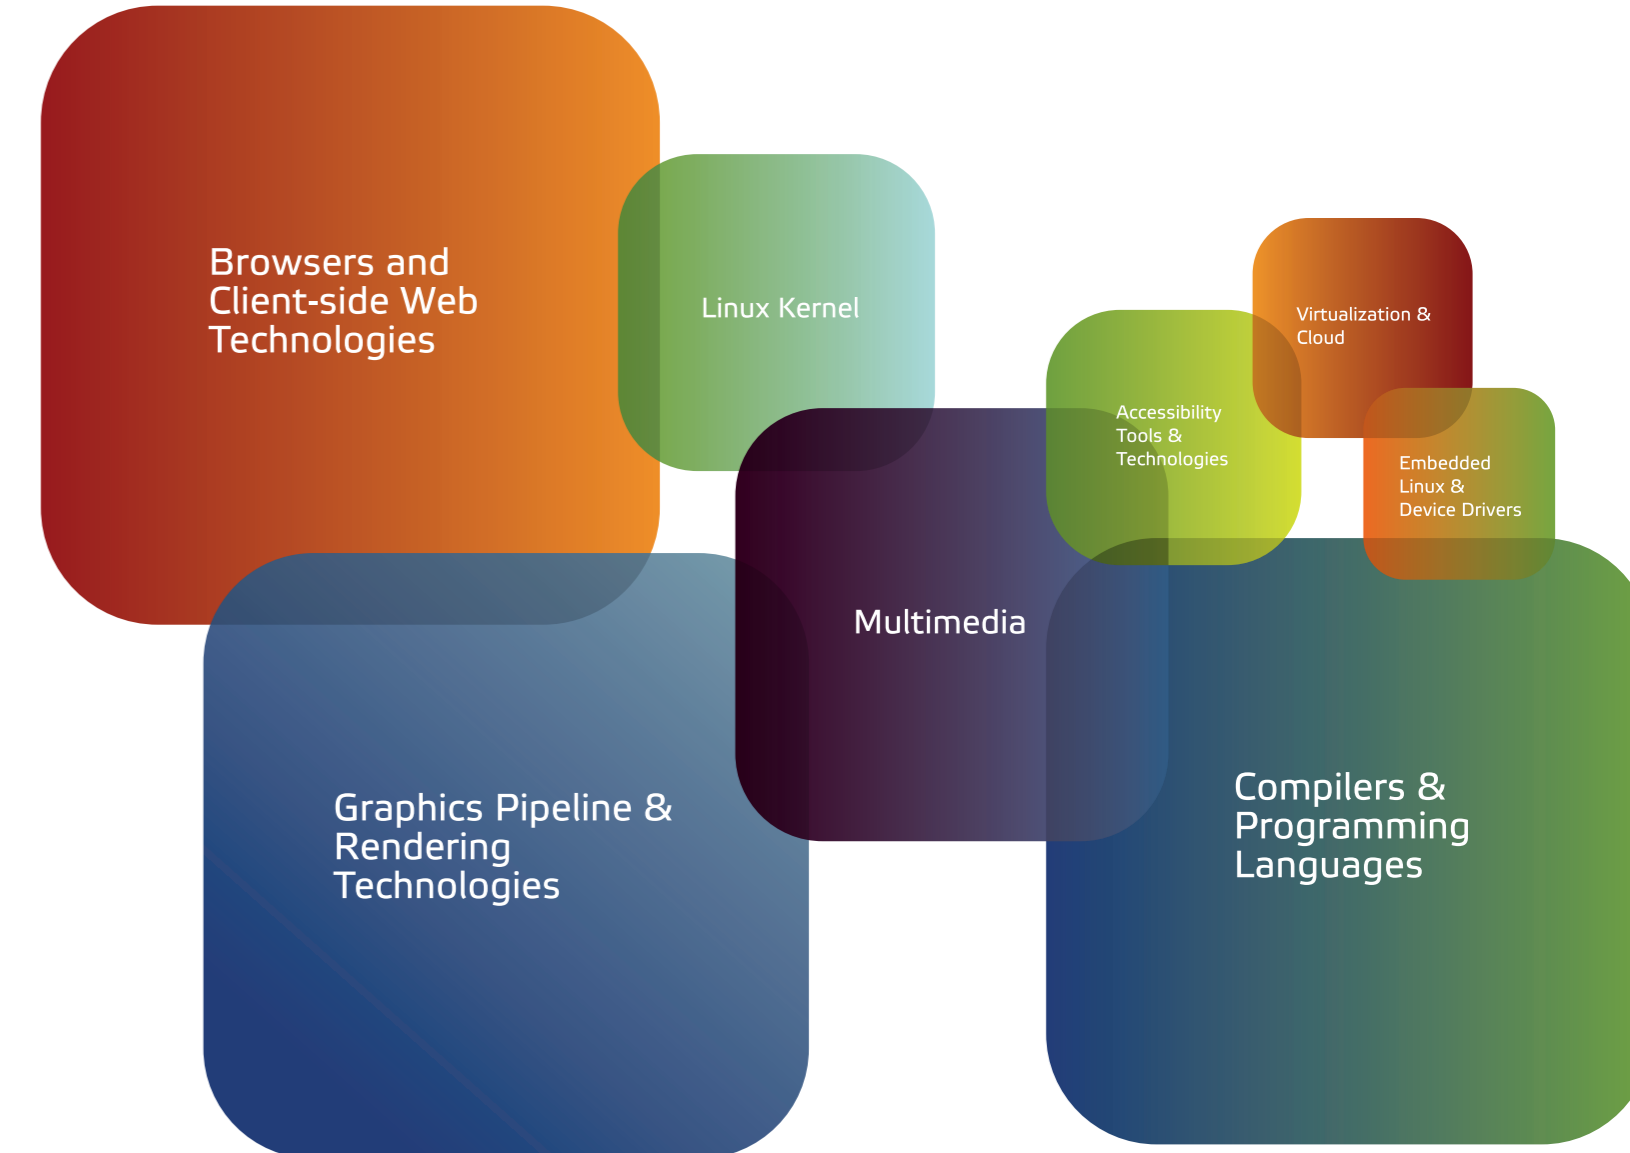 Browsers and
Client-side Web
Technologies
Linux Kernel
Virtualization &
Cloud
Accessibility
Tools &
Technologies
Embedded
Linux &
Device Drivers
Multimedia
Graphics Pipeline &
Rendering
Technologies
Compilers &
Programming
Languages